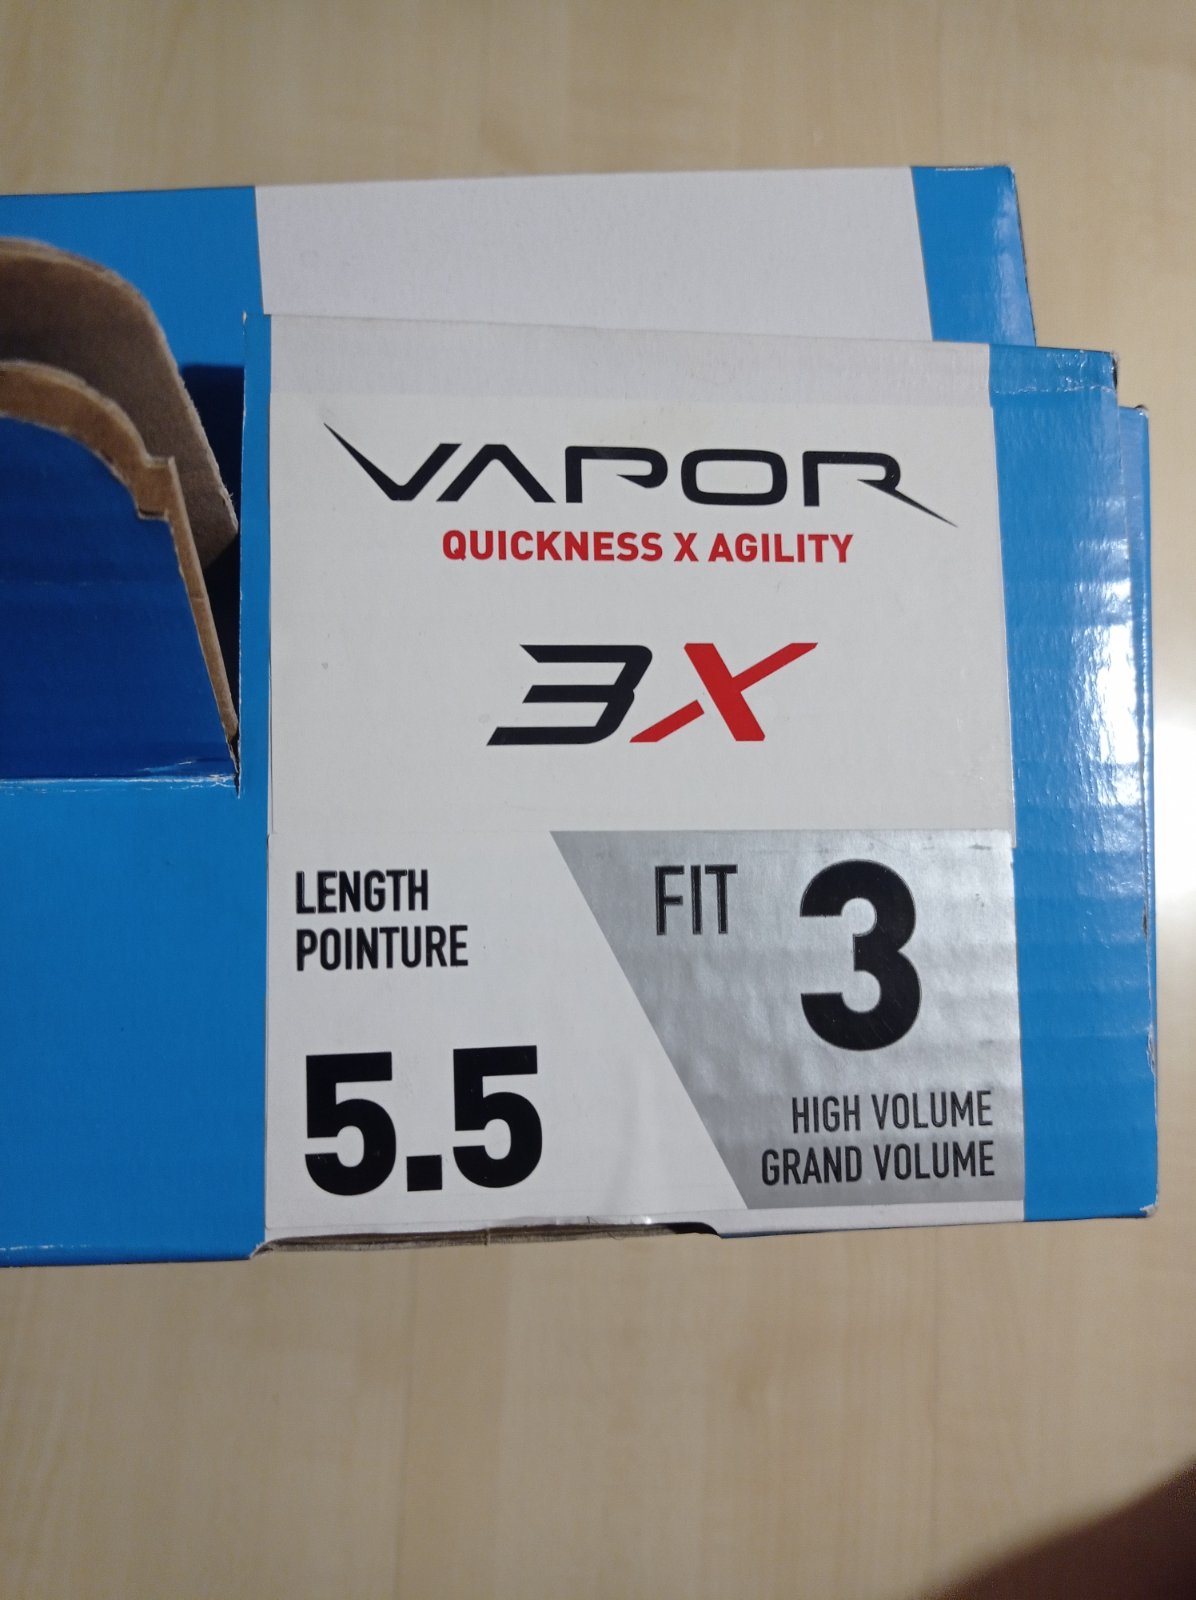 VAPOR
QUICKNESS X AGILITY
3X
LENGTH
POINTURE
5.5
FIT 3
HIGH VOLUME
GRAND VOLUME